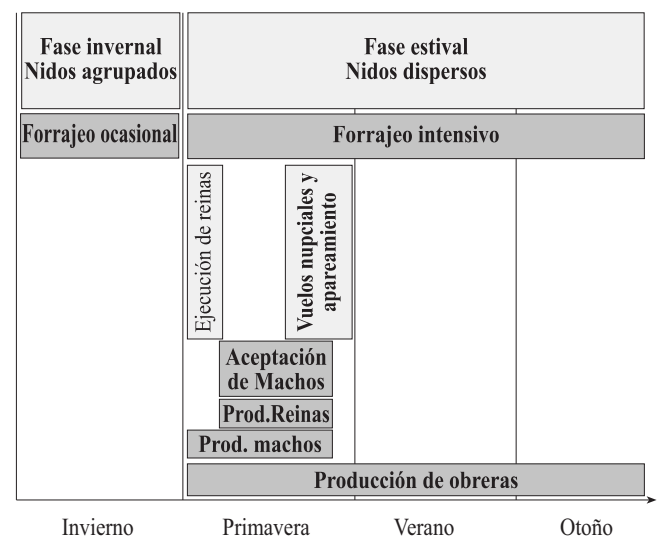 Fase invernal
Nidos agrupados
Fase estival
Nidos dispersos
Forrajeo ocasional
Forrajeo intensivo
Ejecución de reinas
Vuelos nupciales y
apareamiento
Aceptación
de Machos
Prod.Reinas
Prod. machos
Producción de obreras
Invierno
Primavera
Verano
Otoño